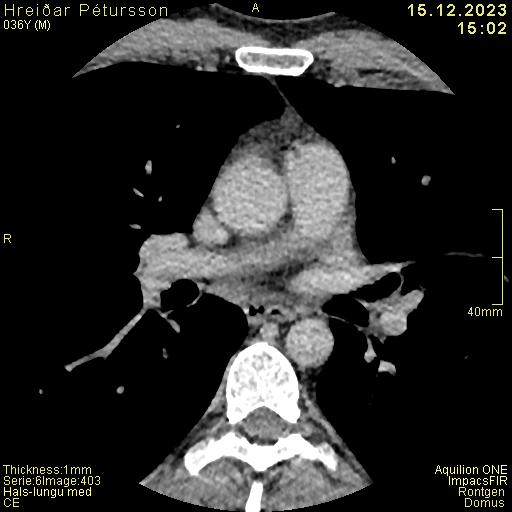 Hreiðar Pétursson
036Y (M)
A
15.12.2023
15:02
R
40mm
Thickness:1mm
Serie:6Image:403
Hals-lungu med
CE
Aquilion ONE
ImpacsFIR
Rontgen
Domus